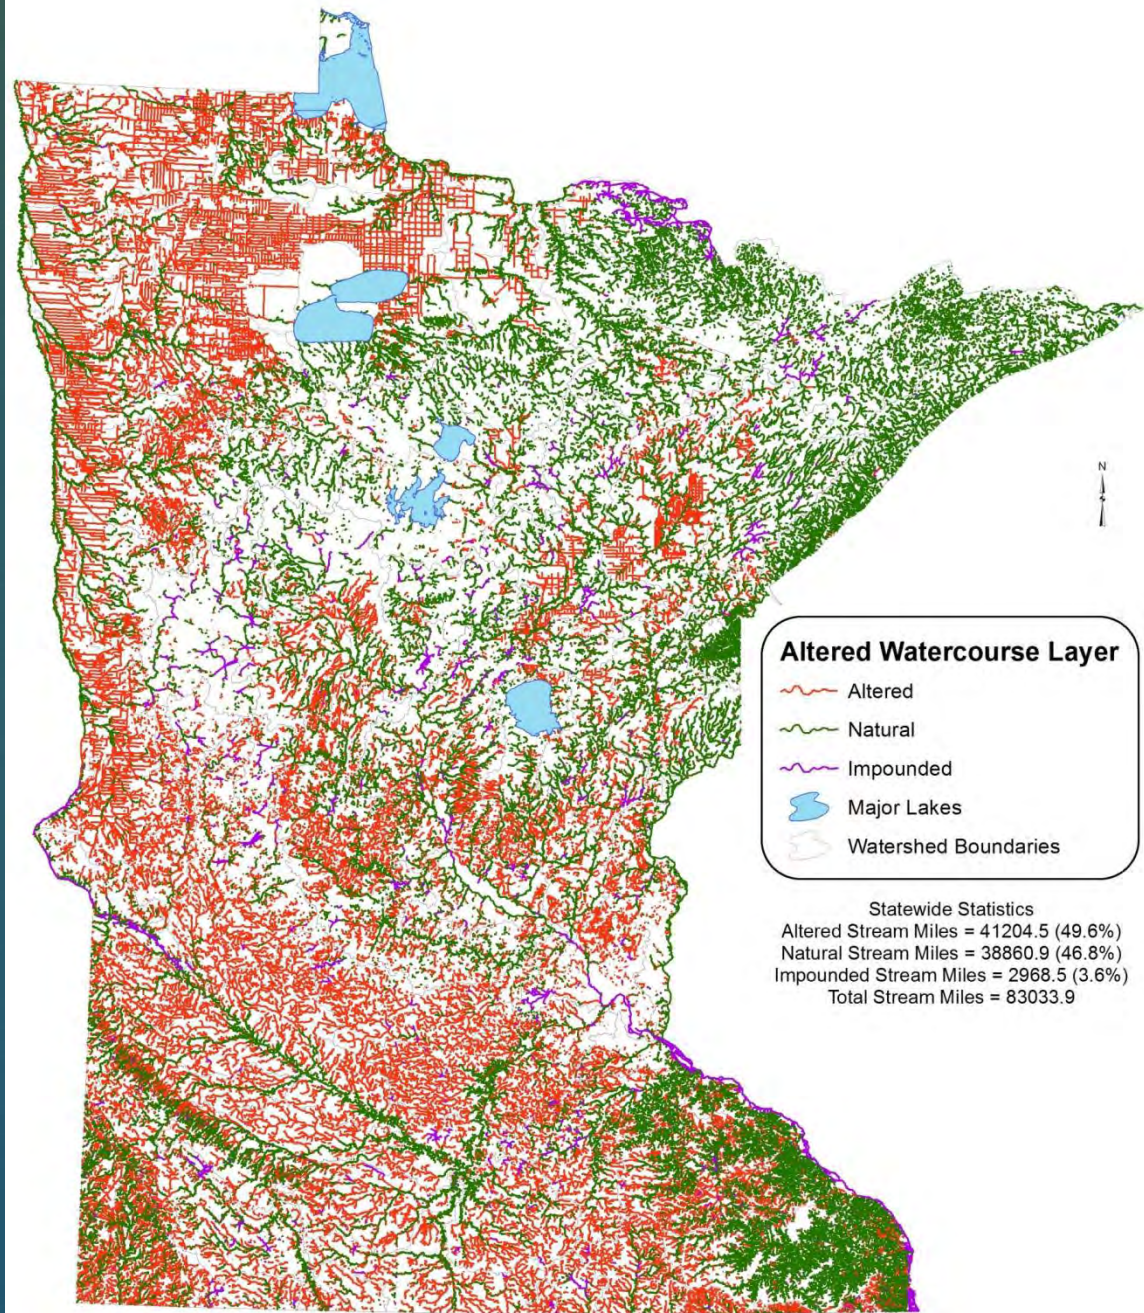 N
Altered Watercourse Layer
Altered
Natural
Impounded
Major Lakes
Watershed Boundaries
Statewide Statistics
Altered Stream Miles = 41204.5 (49.6%)
Natural Stream Miles = 38860.9 (46.8%)
Impounded Stream Miles = 2968.5 (3.6%)
Total Stream Miles = 83033.9